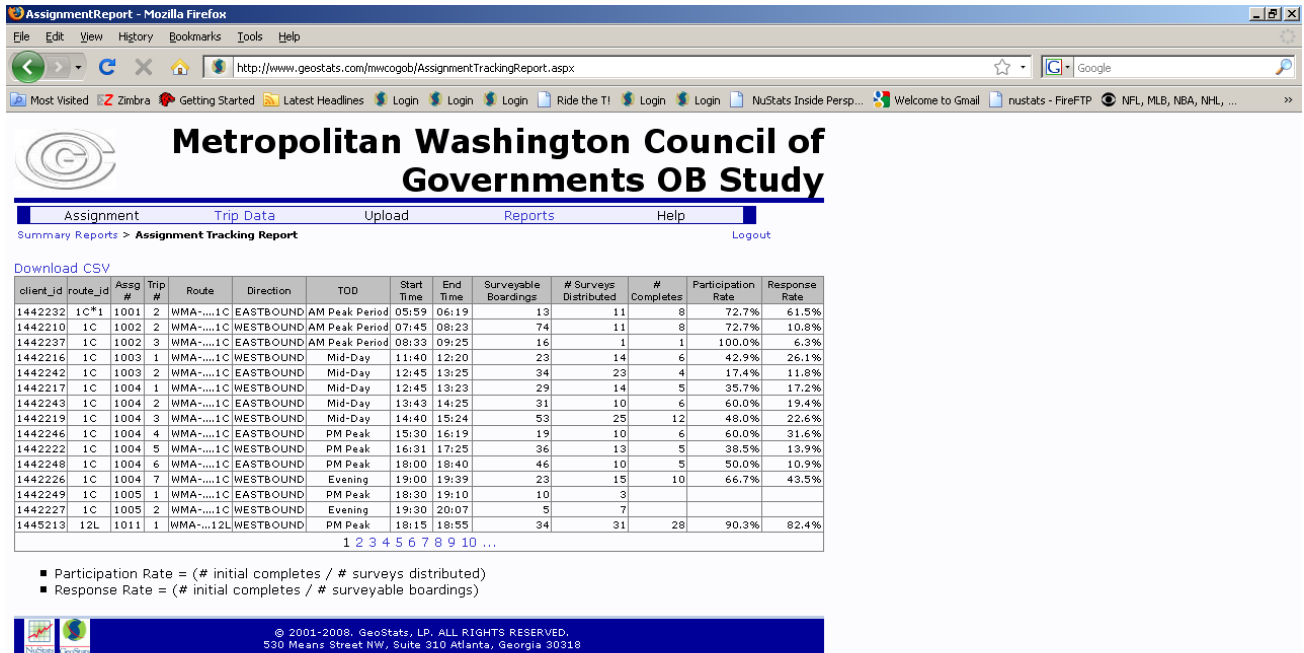 AssignmentReport - Mozilla Firefox
File Edit View History Bookmarks Tools Help
http://www.geostats.com/mwcogob/AssignmentTrackingReport.aspx
G Google
Most Visited Zimbra Getting Started Latest Headlines Login Login Login Ride the T! Login Login NuStats Inside Persp... Welcome to Gmail nustats - FireFTP NFL, MLB, NBA, NHL, ... »
Metropolitan Washington Council of
Governments OB Study
Assignment Trip Data Upload Reports Help
Summary Reports > Assignment Tracking Report Logout
Download CSV
client_id route_id Assg # Trip # Route Direction TOD Start Time End Time Surveyable Boardings # Surveys Distributed # Completes Participation Rate Response Rate
1442232 1C*1 1001 2 WMA-....1C EASTBOUND AM Peak Period 05:59 06:19 13 11 8 72.7% 61.5%
1442210 1C 1002 2 WMA-....1C WESTBOUND AM Peak Period 07:45 08:23 74 11 8 72.7% 10.8%
1442237 1C 1002 3 WMA-....1C EASTBOUND AM Peak Period 08:33 09:25 16 1 1 100.0% 6.3%
1442216 1C 1003 1 WMA-....1C WESTBOUND Mid-Day 11:40 12:20 23 14 6 42.9% 26.1%
1442242 1C 1003 2 WMA-....1C EASTBOUND Mid-Day 12:45 13:25 34 23 4 17.4% 11.8%
1442217 1C 1004 1 WMA-....1C WESTBOUND Mid-Day 12:45 13:23 29 14 5 35.7% 17.2%
1442243 1C 1004 2 WMA-....1C EASTBOUND Mid-Day 13:43 14:25 31 10 6 60.0% 19.4%
1442219 1C 1004 3 WMA-....1C WESTBOUND Mid-Day 14:40 15:24 53 25 12 48.0% 22.6%
1442246 1C 1004 4 WMA-....1C EASTBOUND PM Peak 15:30 16:19 19 10 6 60.0% 31.6%
1442222 1C 1004 5 WMA-....1C WESTBOUND PM Peak 16:31 17:25 36 13 5 38.5% 13.9%
1442248 1C 1004 6 WMA-....1C EASTBOUND PM Peak 18:00 18:40 46 10 5 50.0% 10.9%
1442226 1C 1004 7 WMA-....1C WESTBOUND Evening 19:00 19:39 23 15 10 66.7% 43.5%
1442249 1C 1005 1 WMA-....1C EASTBOUND PM Peak 18:30 19:10 10 3
1442227 1C 1005 2 WMA-....1C WESTBOUND Evening 19:30 20:07 5 7
1445213 12L 1011 1 WMA-...12L WESTBOUND PM Peak 18:15 18:55 34 31 28 90.3% 82.4%
1 2 3 4 5 6 7 8 9 10 ...
■ Participation Rate = (# initial completes / # surveys distributed)
■ Response Rate = (# initial completes / # surveyable boardings)
© 2001-2008. GeoStats, LP. ALL RIGHTS RESERVED.
530 Means Street NW, Suite 310 Atlanta, Georgia 30318
NuStats GeoStats